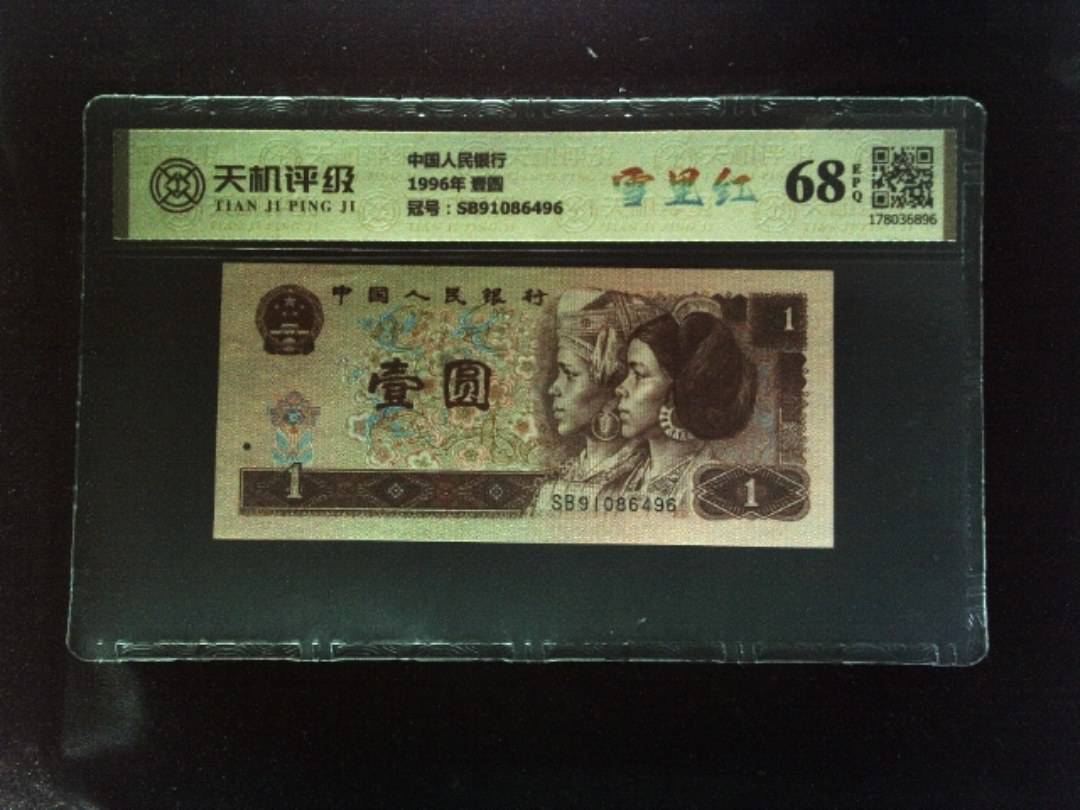 天机评级
TIAN JI PING JI
中国人民银行
1996年 壹圆
冠号：SB91086496
雪里红
68
EPQ
178036896
中国人民銀行
1
壹圆
1
SB91086496
1